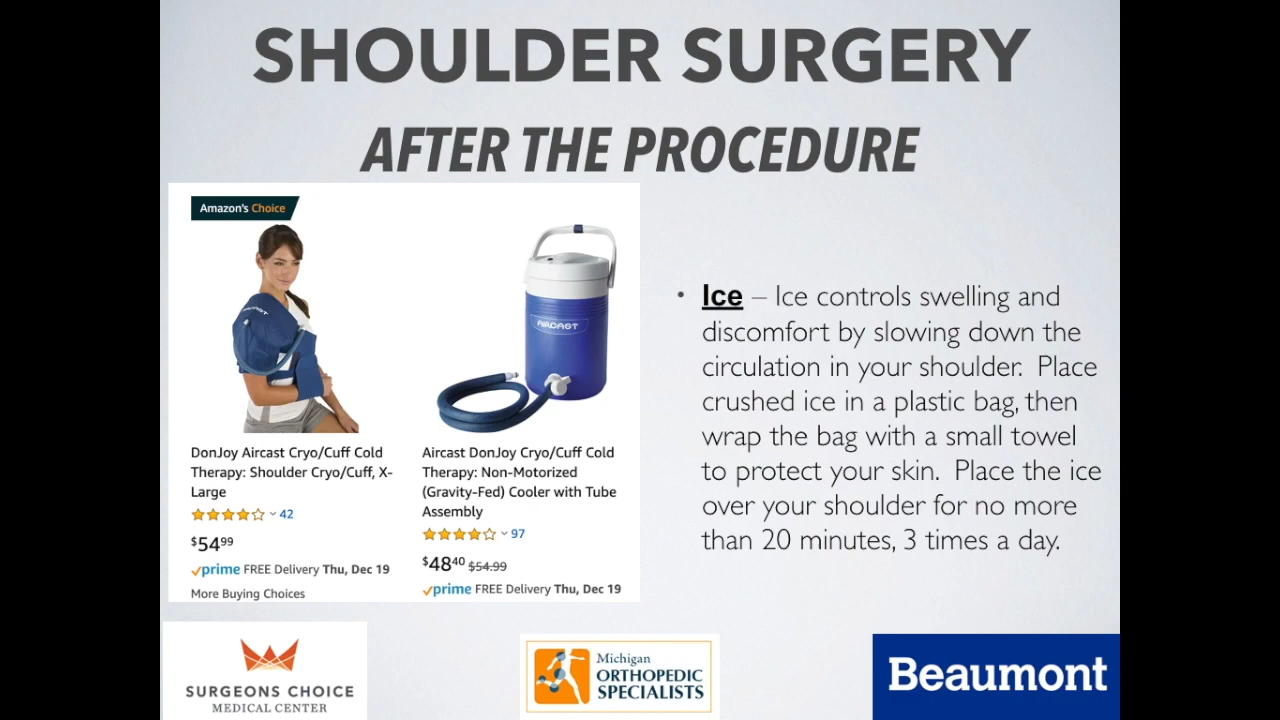 SHOULDER SURGERY
AFTER THE PROCEDURE
Amazon's Choice
AIRCAST
DonJoy Aircast Cryo/Cuff Cold
Therapy: Shoulder Cryo/Cuff, X-
Large
42
$5499
prime FREE Delivery Thu, Dec 19
More Buying Choices
AIRCAST
Aircast DonJoy Cryo/Cuff Cold
Therapy: Non-Motorized
(Gravity-Fed) Cooler with Tube
Assembly
97
$4840 $54.99
prime FREE Delivery Thu, Dec 19
• Ice – Ice controls swelling and
discomfort by slowing down the
circulation in your shoulder. Place
crushed ice in a plastic bag, then
wrap the bag with a small towel
to protect your skin. Place the ice
over your shoulder for no more
than 20 minutes, 3 times a day.
SURGEONS CHOICE
MEDICAL CENTER
Michigan
ORTHOPEDIC
SPECIALISTS
Beaumont